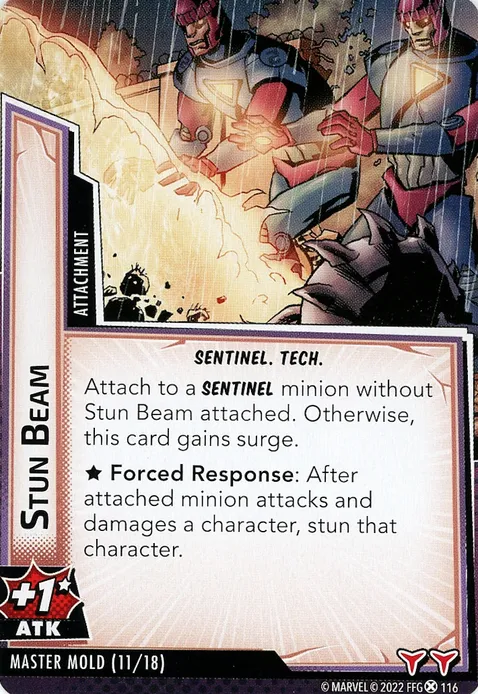 ATTACHMENT
STUN BEAM
SENTINEL. TECH.
Attach to a SENTINEL minion without
Stun Beam attached. Otherwise,
this card gains surge.
★ Forced Response: After
attached minion attacks and
damages a character, stun that
character.
+1★
ATK
MASTER MOLD (11/18)
© MARVEL © 2022 FFG 116